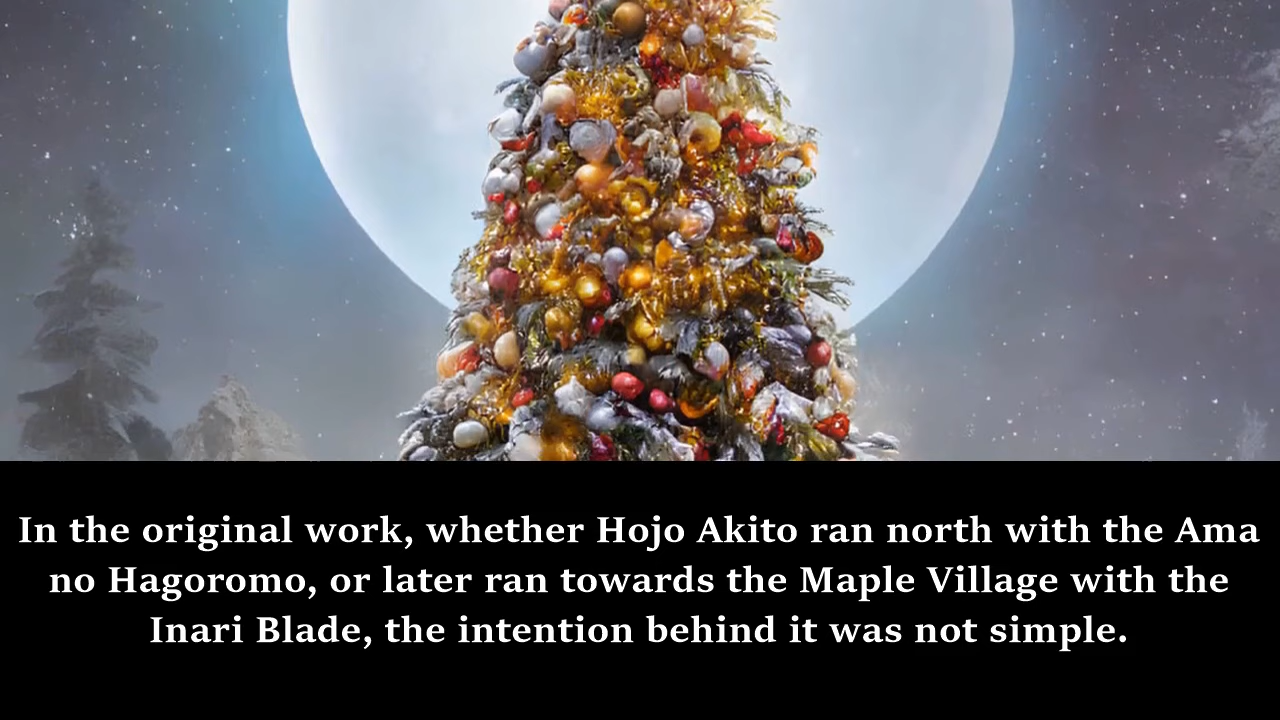 In the original work, whether Hojo Akito ran north with the Ama
no Hagoromo, or later ran towards the Maple Village with the
Inari Blade, the intention behind it was not simple.